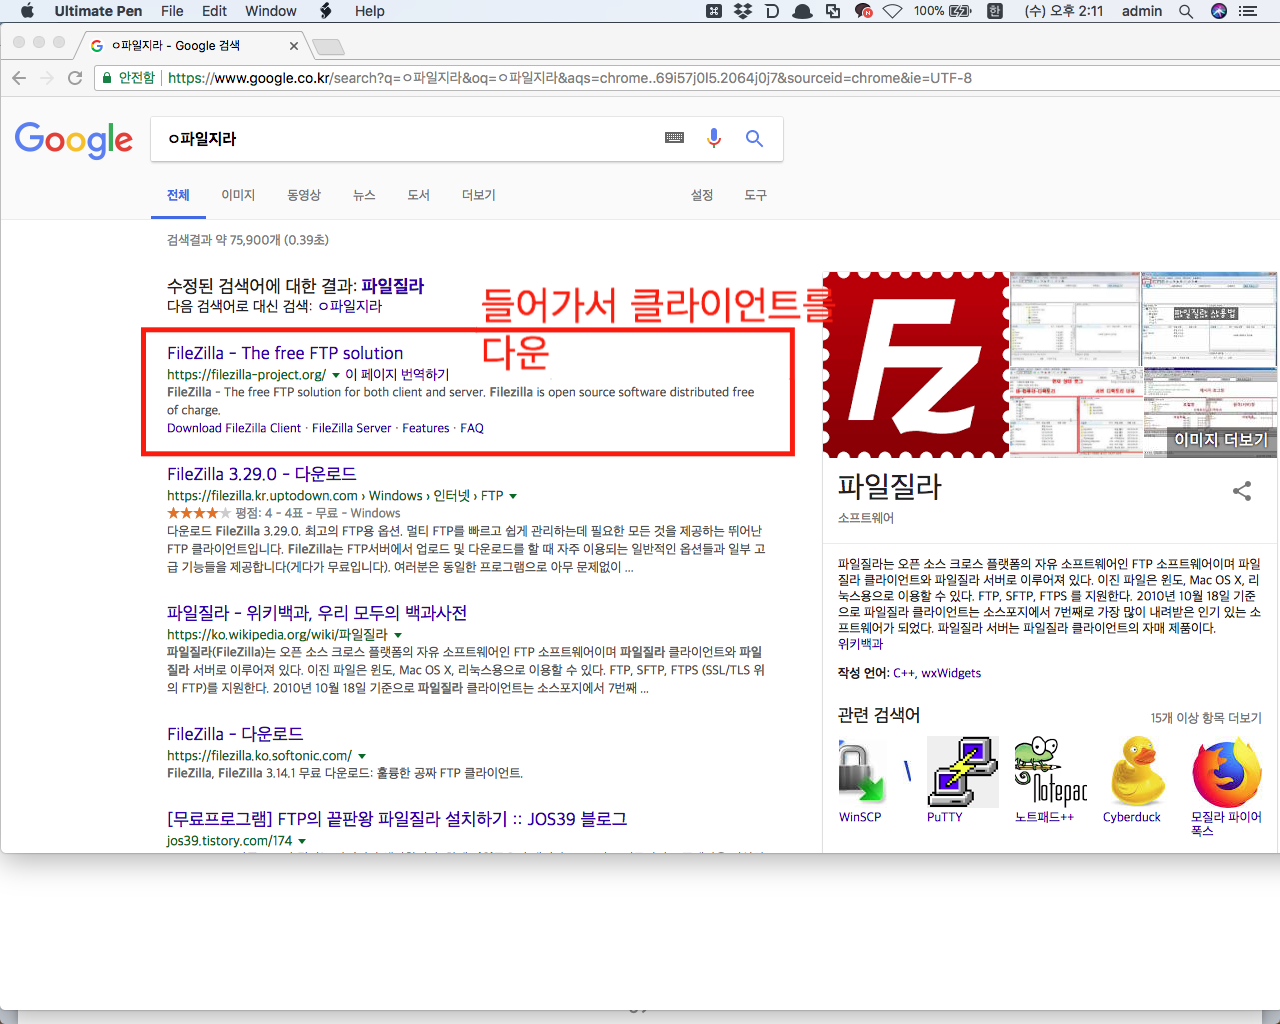 Ultimate Pen File Edit Window Help 100% 한 (수) 오후 2:11 admin
ㅇ파일지라 - Google 검색
안전함 https://www.google.co.kr/search?q=ㅇ파일지라&oq=ㅇ파일지라&aqs=chrome..69i57j0l5.2064j0j7&sourceid=chrome&ie=UTF-8
Google ㅇ파일지라
전체 이미지 동영상 뉴스 도서 더보기 설정 도구
검색결과 약 75,900개 (0.39초)
수정된 검색어에 대한 결과: 파일질라
다음 검색어로 대신 검색: ㅇ파일지라
들어가서 클라이언트를
다운
FileZilla - The free FTP solution
https://filezilla-project.org/ ▼ 이 페이지 번역하기
FileZilla - The free FTP solution for both client and server. Filezilla is open source software distributed free
of charge.
Download FileZilla Client · FileZilla Server · Features · FAQ
FileZilla 3.29.0 - 다운로드
https://filezilla.kr.uptodown.com › Windows › 인터넷 › FTP ▼
★★★★★ 평점: 4 - 4표 - 무료 - Windows
다운로드 FileZilla 3.29.0. 최고의 FTP용 옵션. 멀티 FTP를 빠르고 쉽게 관리하는데 필요한 모든 것을 제공하는 뛰어난
FTP 클라이언트입니다. FileZilla는 FTP서버에서 업로드 및 다운로드를 할 때 자주 이용되는 일반적인 옵션들과 일부 고
급 기능들을 제공합니다(게다가 무료입니다). 여러분은 동일한 프로그램으로 아무 문제없이 ...
파일질라 - 위키백과, 우리 모두의 백과사전
https://ko.wikipedia.org/wiki/파일질라 ▼
파일질라(FileZilla)는 오픈 소스 크로스 플랫폼의 자유 소프트웨어인 FTP 소프트웨어이며 파일질라 클라이언트와 파일
질라 서버로 이루어져 있다. 이진 파일은 윈도, Mac OS X, 리눅스용으로 이용할 수 있다. FTP, SFTP, FTPS (SSL/TLS 위
의 FTP)를 지원한다. 2010년 10월 18일 기준으로 파일질라 클라이언트는 소스포지에서 7번째 ...
FileZilla - 다운로드
https://filezilla.ko.softonic.com/ ▼
FileZilla, FileZilla 3.14.1 무료 다운로드: 훌륭한 공짜 FTP 클라이언트.
[무료프로그램] FTP의 끝판왕 파일질라 설치하기 :: JOS39 블로그
jos39.tistory.com/174 ▼
Fz
파일질라 사용법
이미지 더보기
파일질라
소프트웨어
파일질라는 오픈 소스 크로스 플랫폼의 자유 소프트웨어인 FTP 소프트웨어이며 파일
질라 클라이언트와 파일질라 서버로 이루어져 있다. 이진 파일은 윈도, Mac OS X, 리
눅스용으로 이용할 수 있다. FTP, SFTP, FTPS 를 지원한다. 2010년 10월 18일 기준
으로 파일질라 클라이언트는 소스포지에서 7번째로 가장 많이 내려받은 인기 있는 소
프트웨어가 되었다. 파일질라 서버는 파일질라 클라이언트의 자매 제품이다.
위키백과
작성 언어: C++, wxWidgets
관련 검색어 15개 이상 항목 더보기
Notepad
WinSCP PuTTY 노트패드++ Cyberduck 모질라 파이어
폭스